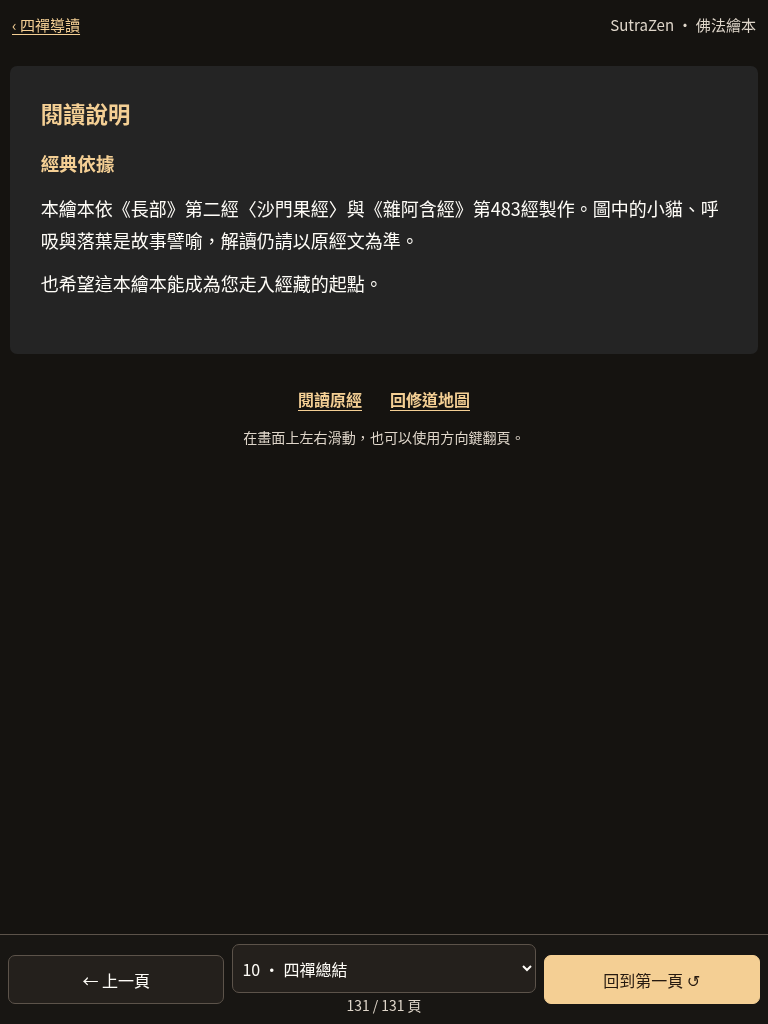 ‹ 四禪導讀
SutraZen ・ 佛法繪本
閱讀說明
經典依據
本繪本依《長部》第二經〈沙門果經〉與《雜阿含經》第483經製作。圖中的小貓、呼
吸與落葉是故事譬喻，解讀仍請以原經文為準。
也希望這本繪本能成為您走入經藏的起點。
閱讀原經
回修道地圖
在畫面上左右滑動，也可以使用方向鍵翻頁。
← 上一頁
10 ・ 四禪總結
131 / 131 頁
回到第一頁 ↺